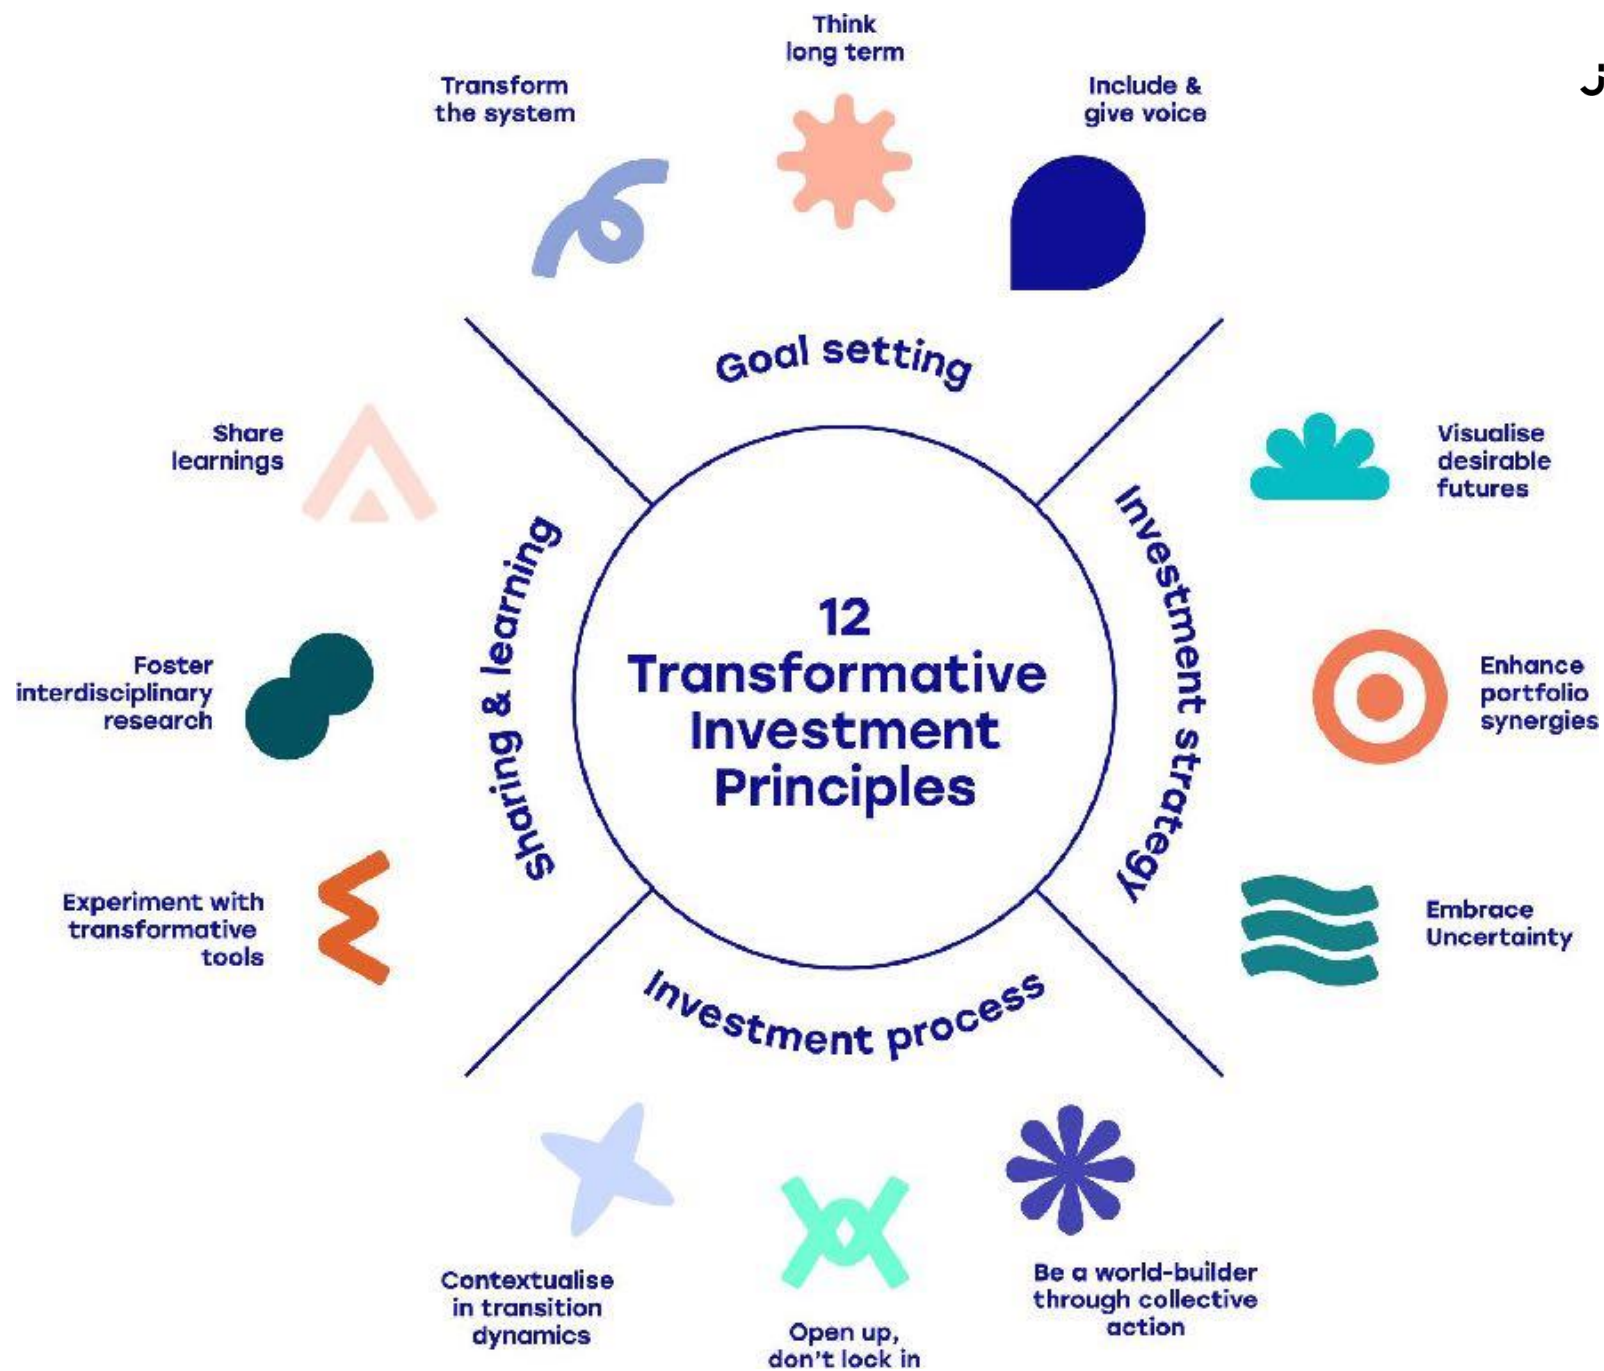 Think
long term
Transform
the system
Include &
give voice
Goal setting
Share
learnings
Visualise
desirable
futures
Sharing & learning
Investment strategy
12
Transformative
Investment
Principles
Foster
interdisciplinary
research
Enhance
portfolio
synergies
Experiment with
transformative
tools
Embrace
Uncertainty
Investment process
Contextualise
in transition
dynamics
Open up,
don't lock in
Be a world-builder
through collective
action